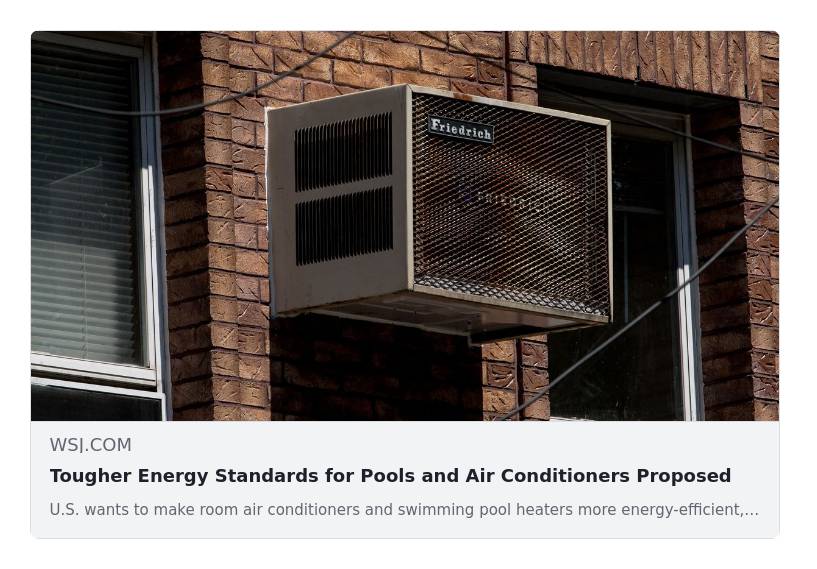 Friedrich
FRIEDRICH
WSJ.COM
Tougher Energy Standards for Pools and Air Conditioners Proposed
U.S. wants to make room air conditioners and swimming pool heaters more energy-efficient,...